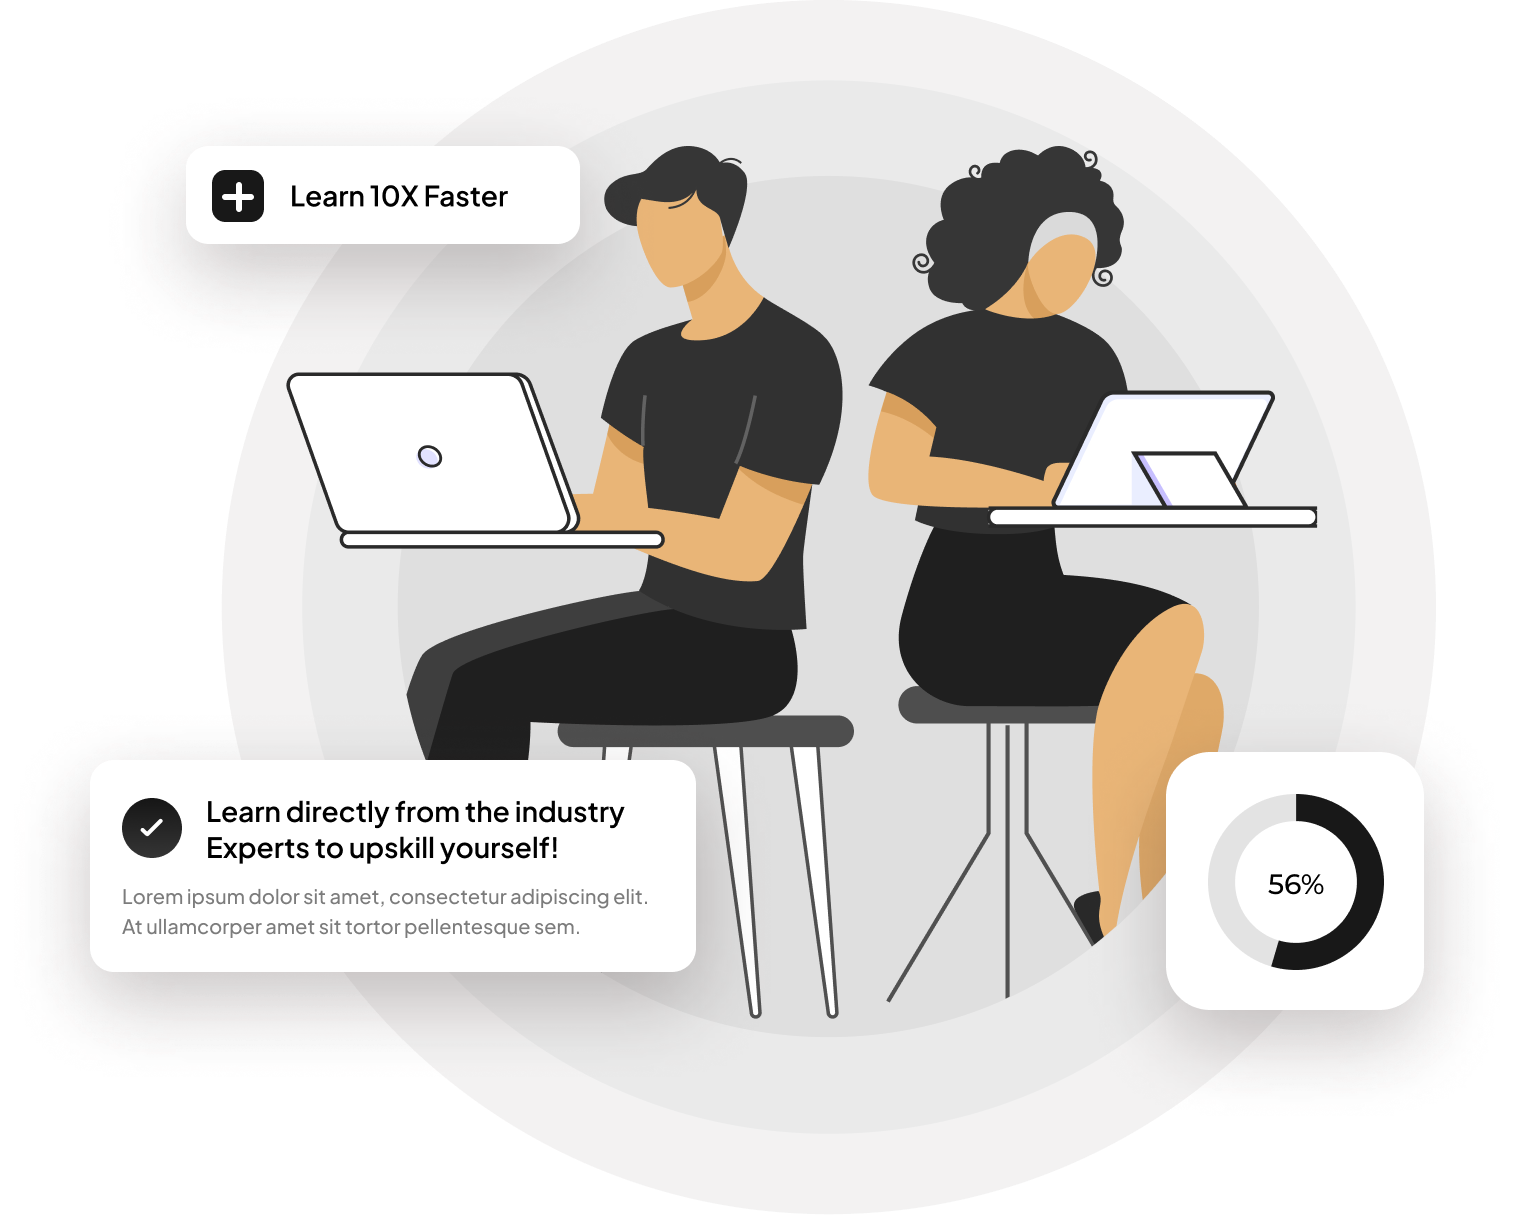 Learn 10X Faster
Learn directly from the industry
Experts to upskill yourself!
Lorem ipsum dolor sit amet, consectetur adipiscing elit.
At ullamcorper amet sit tortor pellentesque sem.
56%